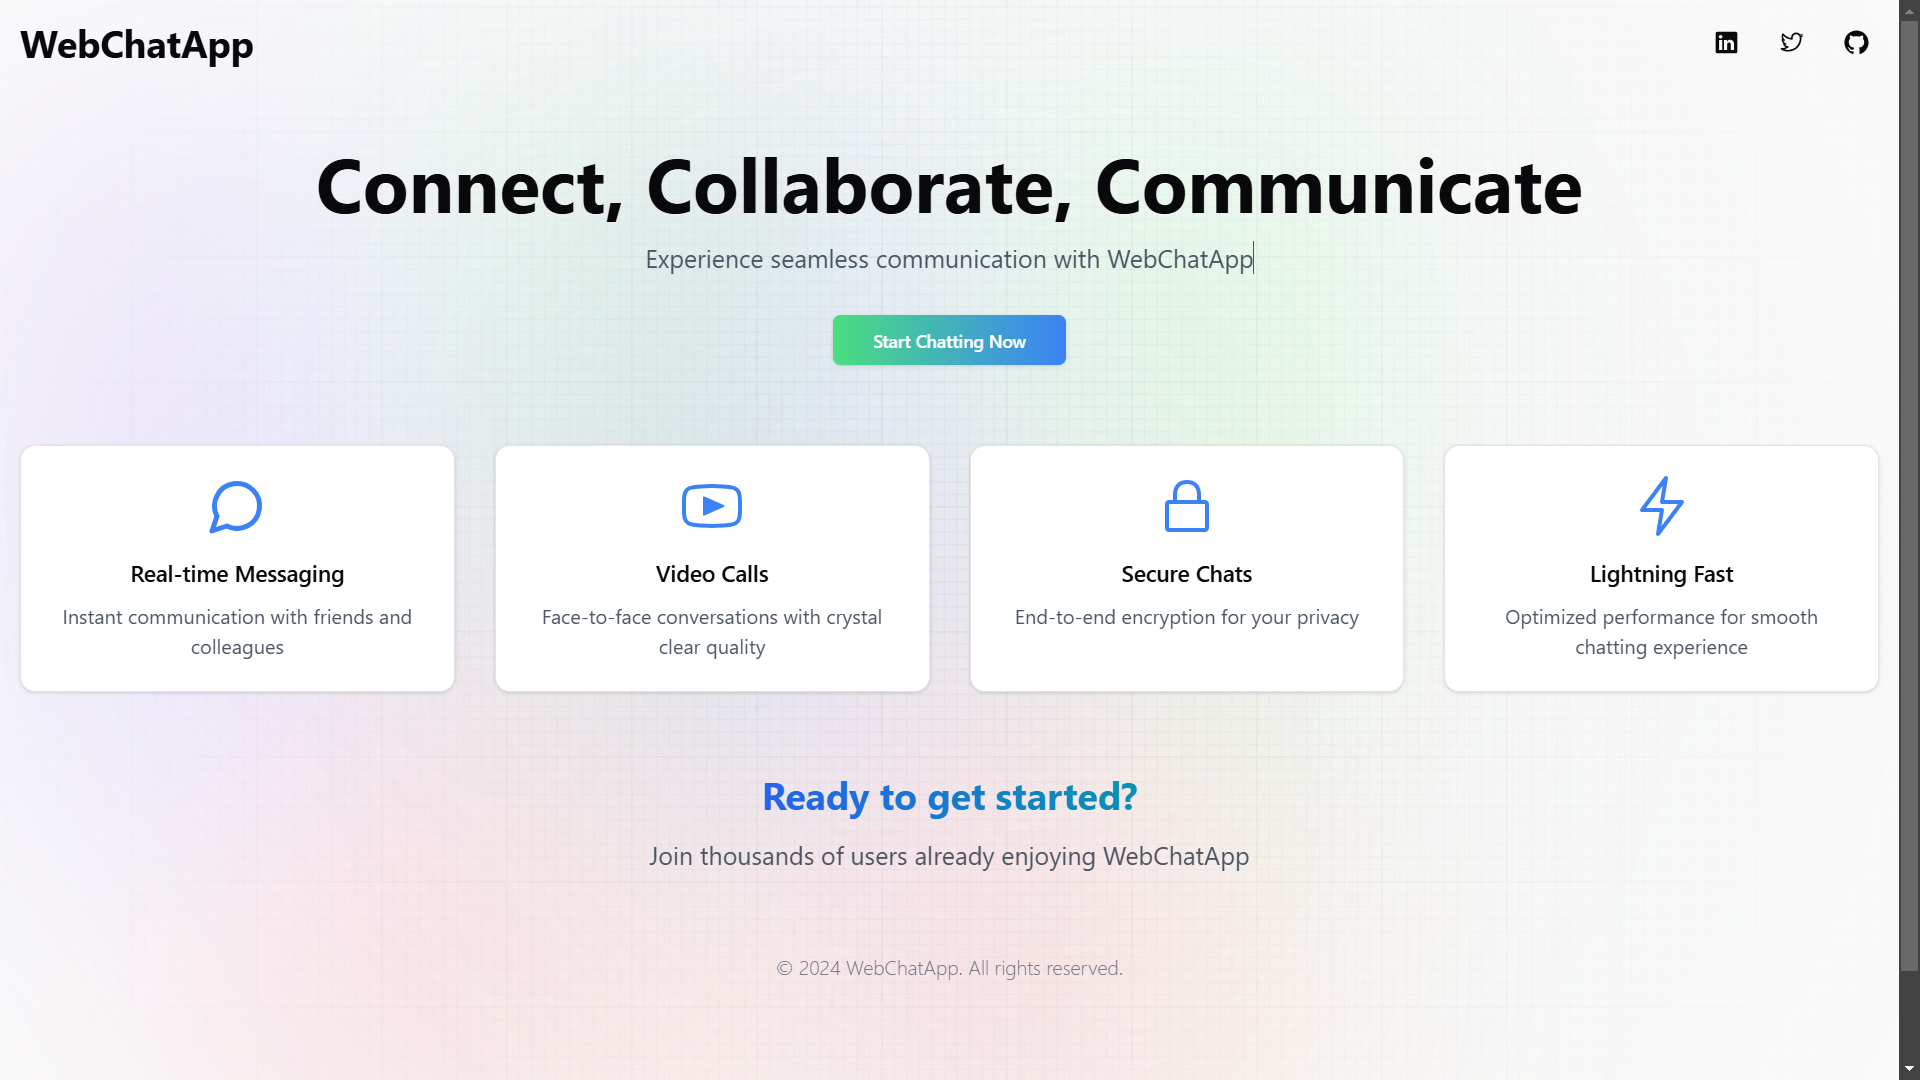 WebChatApp
Connect, Collaborate, Communicate
Experience seamless communication with WebChatApp
Start Chatting Now
Real-time Messaging
Instant communication with friends and
colleagues
Video Calls
Face-to-face conversations with crystal
clear quality
Secure Chats
End-to-end encryption for your privacy
Lightning Fast
Optimized performance for smooth
chatting experience
Ready to get started?
Join thousands of users already enjoying WebChatApp
© 2024 WebChatApp. All rights reserved.